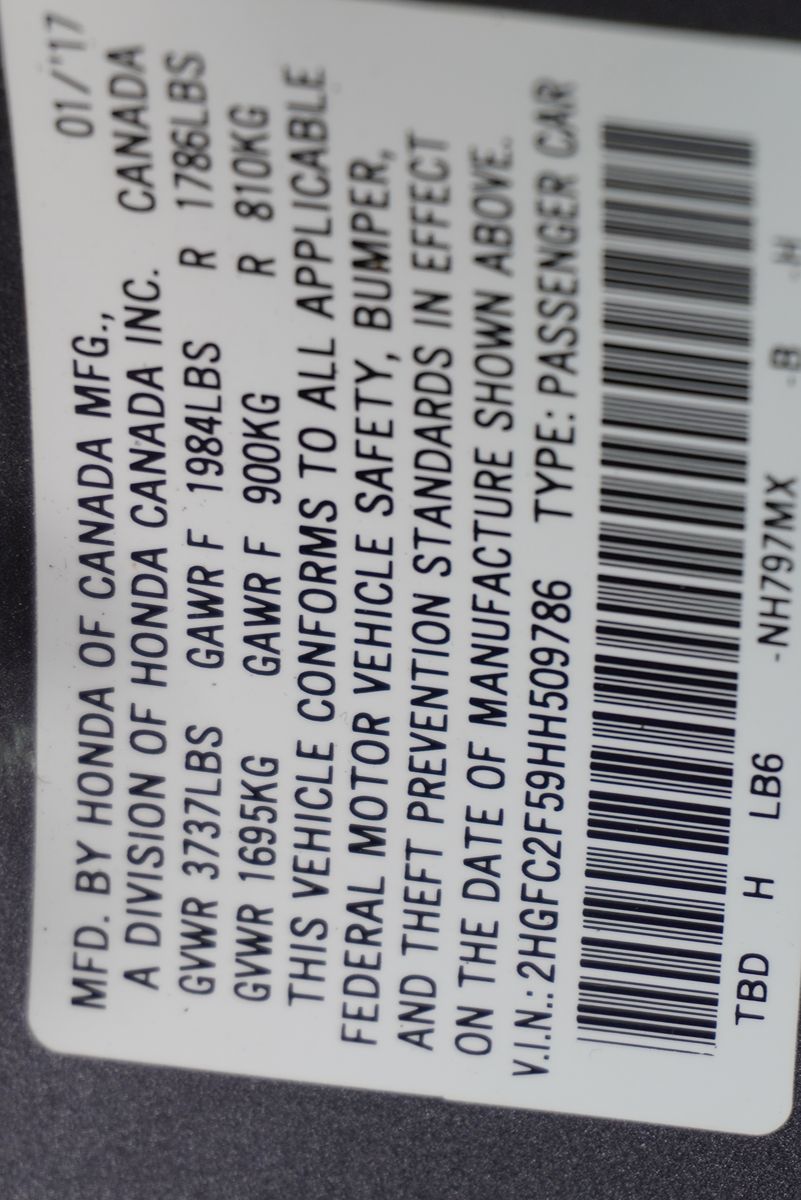 MFD. BY HONDA OF CANADA MFG., 01/'17
A DIVISION OF HONDA CANADA INC. CANADA
GVWR 3737LBS GAWR F 1984LBS R 1786LBS
GVWR 1695KG GAWR F 900KG R 810KG
THIS VEHICLE CONFORMS TO ALL APPLICABLE
FEDERAL MOTOR VEHICLE SAFETY, BUMPER,
AND THEFT PREVENTION STANDARDS IN EFFECT
ON THE DATE OF MANUFACTURE SHOWN ABOVE.
V.I.N.: 2HGFC2F59HH509786 TYPE: PASSENGER CAR
TBD H LB6 -NH797MX -B